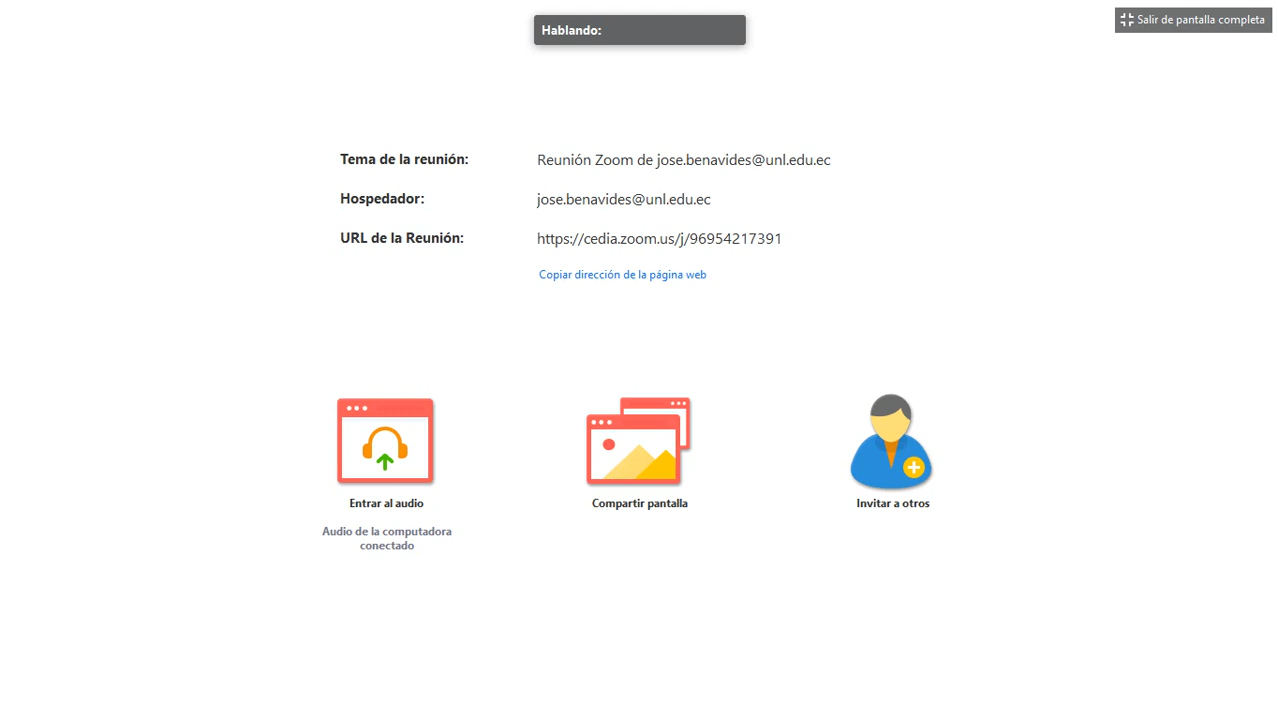 Hablando:
Salir de pantalla completa
Tema de la reunión: Reunión Zoom de jose.benavides@unl.edu.ec
Hospedador: jose.benavides@unl.edu.ec
URL de la Reunión: https://cedia.zoom.us/j/96954217391
Copiar dirección de la página web
Entrar al audio
Compartir pantalla
Invitar a otros
Audio de la computadora
conectado